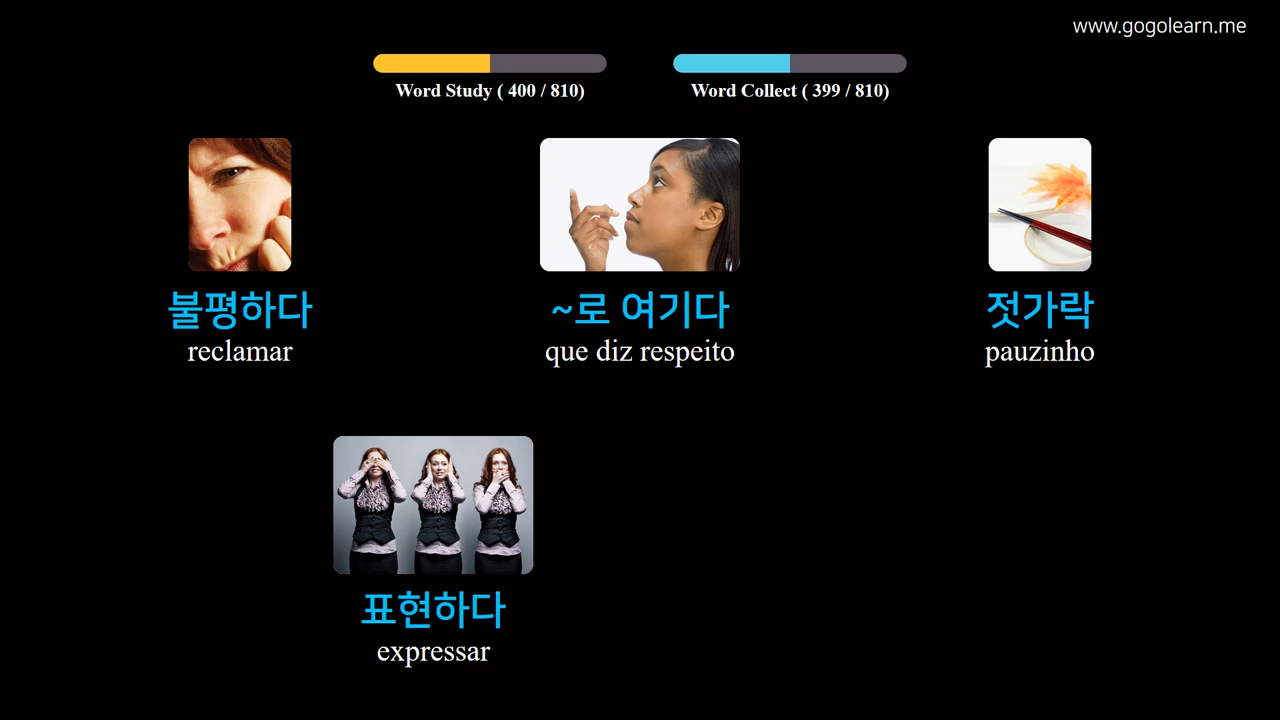 www.gogolearn.me
Word Study ( 400 / 810)
Word Collect ( 399 / 810)
불평하다
reclamar
~로 여기다
que diz respeito
젓가락
pauzinho
표현하다
expressar